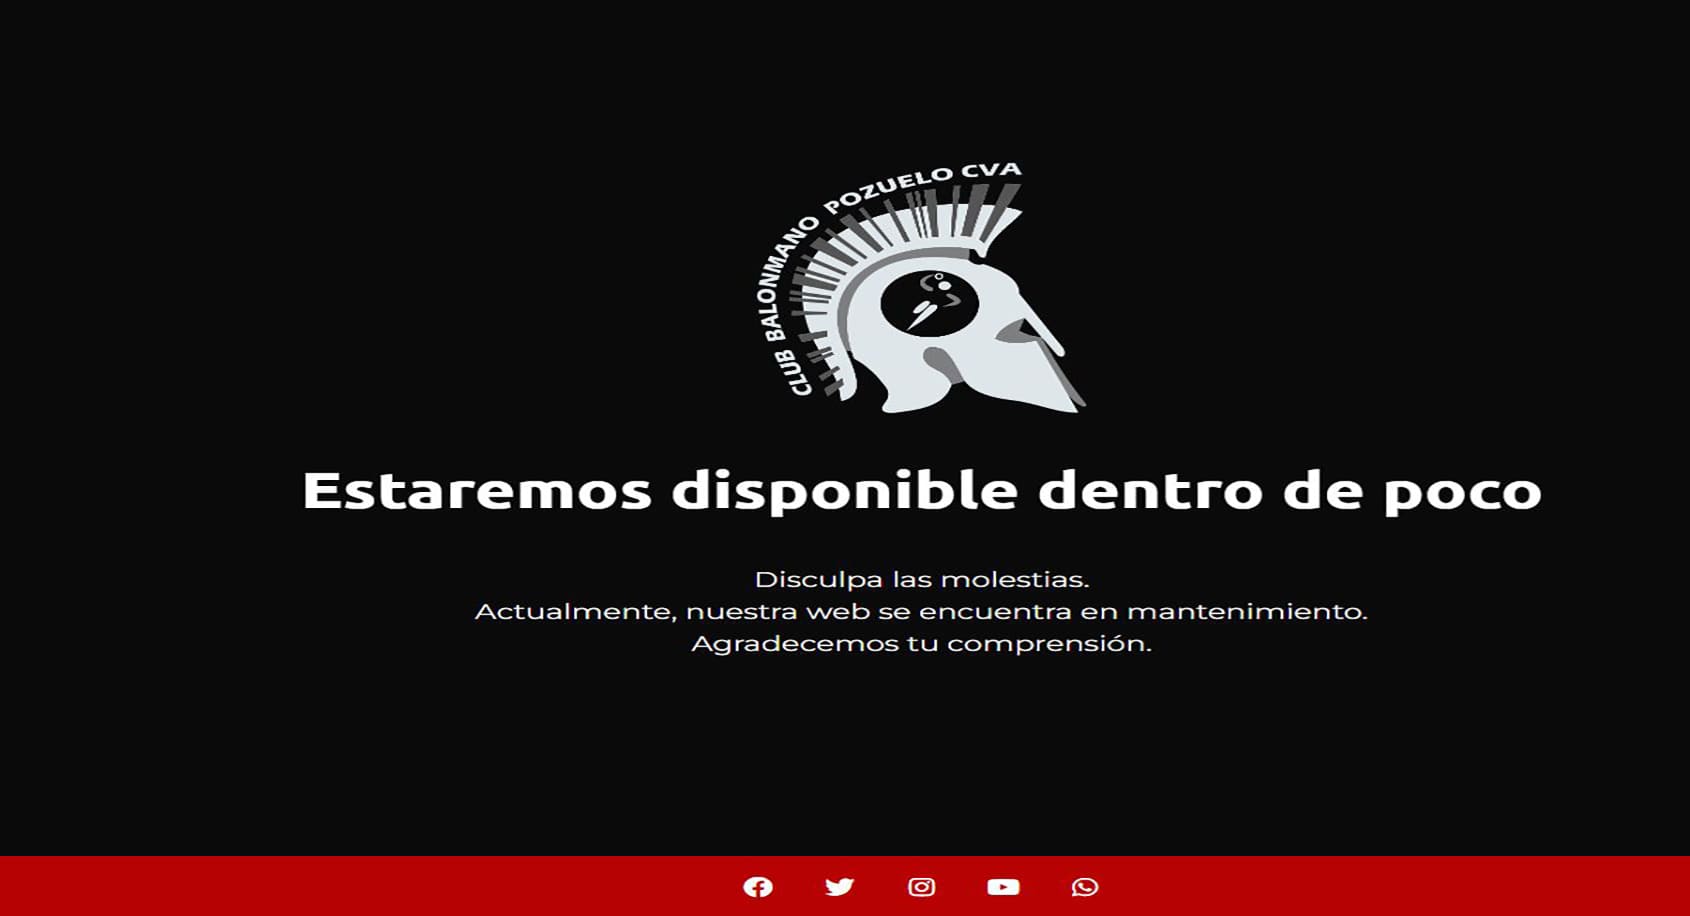 CLUB BALONMANO POZUELO CVA
Estaremos disponible dentro de poco
Disculpa las molestias.
Actualmente, nuestra web se encuentra en mantenimiento.
Agradecemos tu comprensión.